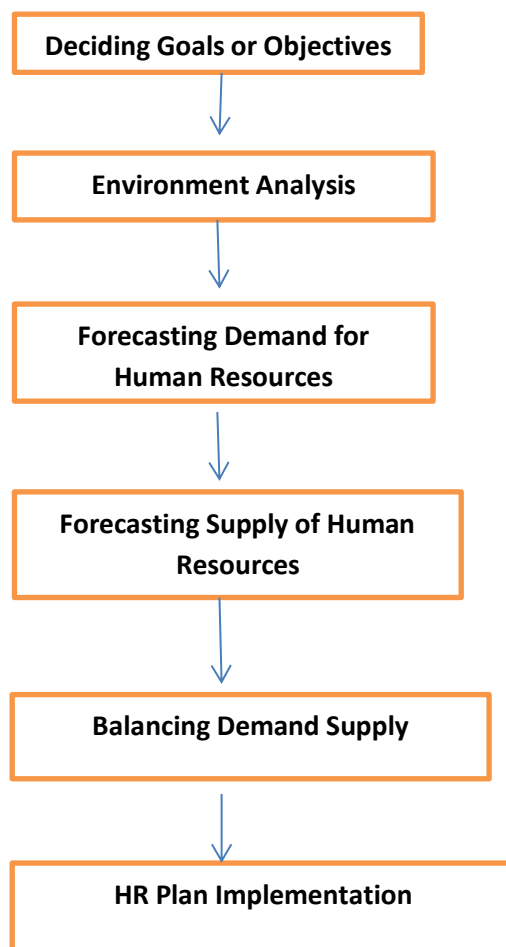 Deciding Goals or Objectives
Environment Analysis
Forecasting Demand for
Human Resources
Forecasting Supply of Human
Resources
Balancing Demand Supply
HR Plan Implementation